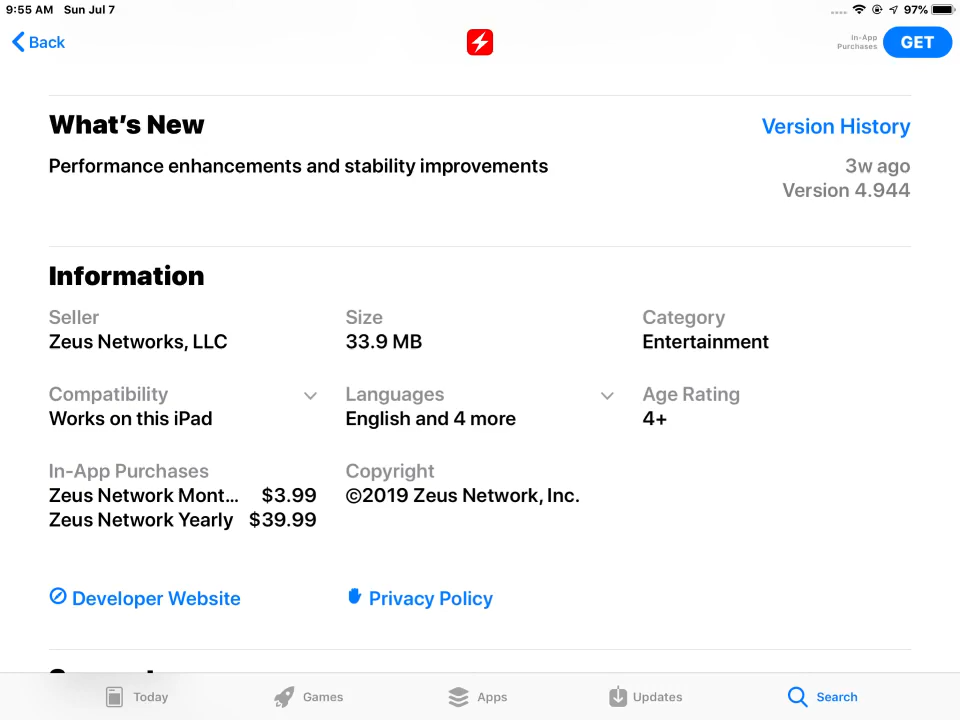 9:55 AM Sun Jul 7 97%
Back
In-App
Purchases
GET
What's New
Version History
Performance enhancements and stability improvements
3w ago
Version 4.944
Information
Seller
Zeus Networks, LLC
Size
33.9 MB
Category
Entertainment
Compatibility
Works on this iPad
Languages
English and 4 more
Age Rating
4+
In-App Purchases
Zeus Network Mont... $3.99
Zeus Network Yearly $39.99
Copyright
©2019 Zeus Network, Inc.
Developer Website
Privacy Policy
Today
Games
Apps
Updates
Search